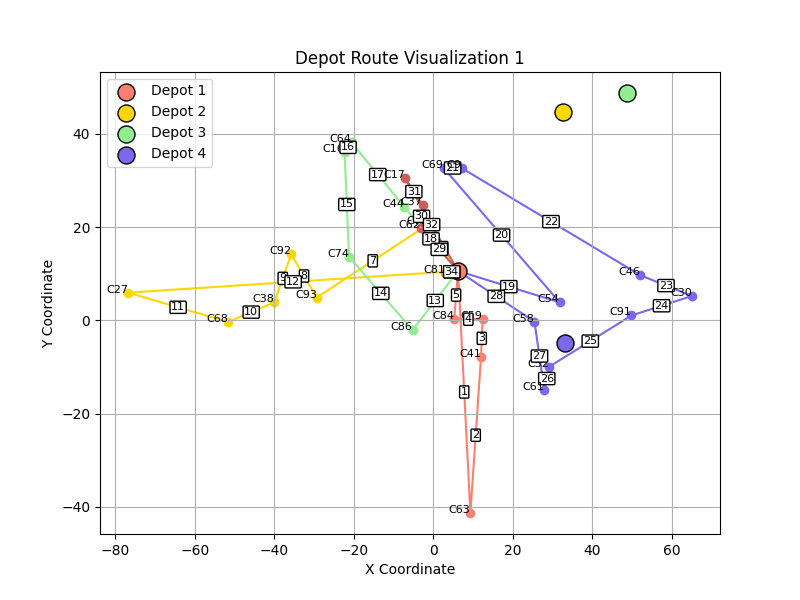 Depot Route Visualization 1
Depot 1
Depot 2
Depot 3
Depot 4
Y Coordinate
40
20
0
−20
−40
−80
−60
−40
−20
0
20
40
60
X Coordinate
C64
16
17
C17
C69
21
C9
31
C44
15
30
32
C62
18
20
22
29
C92
C74
7
C81
34
C46
9
8
12
C27
11
C68
10
C38
C93
14
13
5
19
28
C54
23
C30
24
C91
C86
C84
4
C59
3
C41
C58
27
25
26
C61
1
2
C63